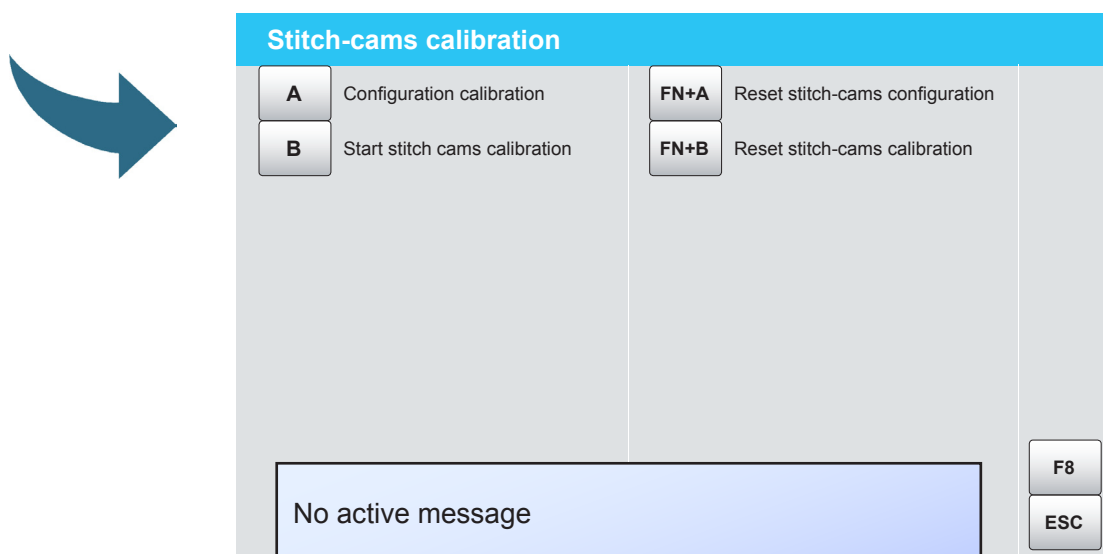 Stitch-cams calibration
A Configuration calibration FN+A Reset stitch-cams configuration
B Start stitch cams calibration FN+B Reset stitch-cams calibration
F8
No active message
ESC